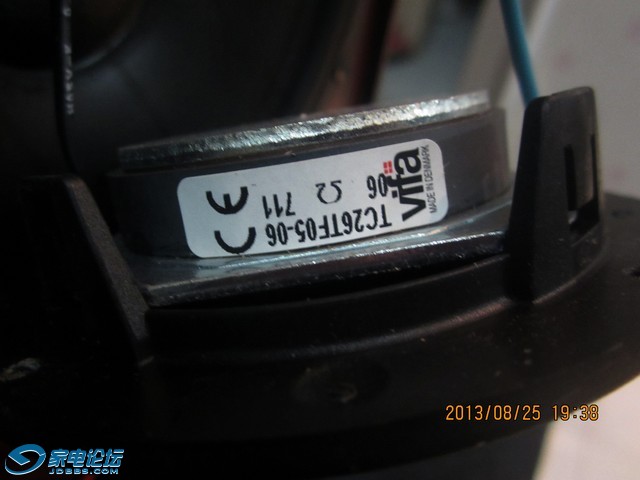 vifa
MADE IN DENMARK
TC26TF05-06
06 Ω 711
CE
2013/08/25 19:38
家电论坛
JDBBS.COM